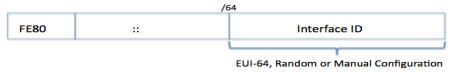 /64
FE80
::
Interface ID
EUI-64, Random or Manual Configuration